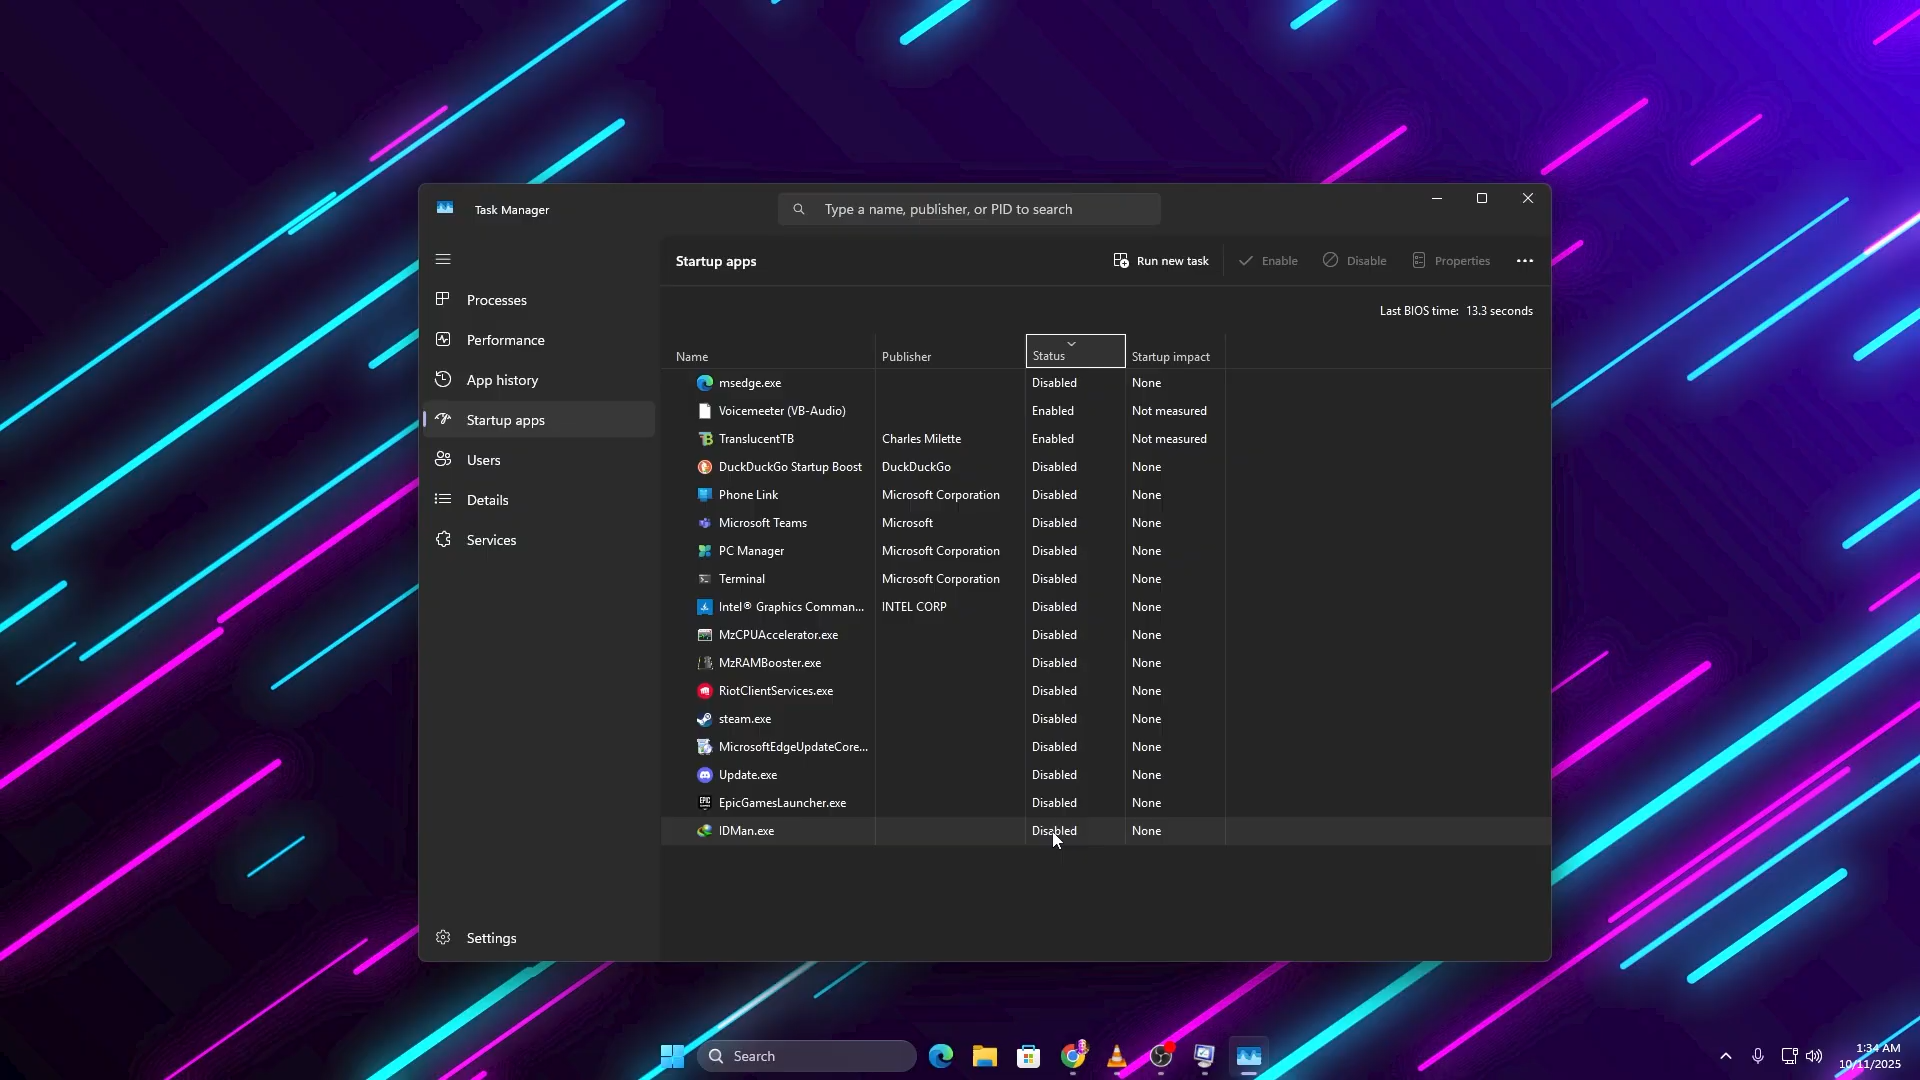 Task Manager
Type a name, publisher, or PID to search
Startup apps
Run new task
Enable
Disable
Properties
Processes
Performance
App history
Startup apps
Users
Details
Services
Settings
Last BIOS time: 13.3 seconds
Name Publisher Status Startup impact
msedge.exe Disabled None
Voicemeeter (VB-Audio) Enabled Not measured
TranslucentTB Charles Milette Enabled Not measured
DuckDuckGo Startup Boost DuckDuckGo Disabled None
Phone Link Microsoft Corporation Disabled None
Microsoft Teams Microsoft Disabled None
PC Manager Microsoft Corporation Disabled None
Terminal Microsoft Corporation Disabled None
Intel® Graphics Comman... INTEL CORP Disabled None
MzCPUAccelerator.exe Disabled None
MzRAMBooster.exe Disabled None
RiotClientServices.exe Disabled None
steam.exe Disabled None
MicrosoftEdgeUpdateCore... Disabled None
Update.exe Disabled None
EpicGamesLauncher.exe Disabled None
IDMan.exe Disabled None
Search
1:34 AM
10/11/2025